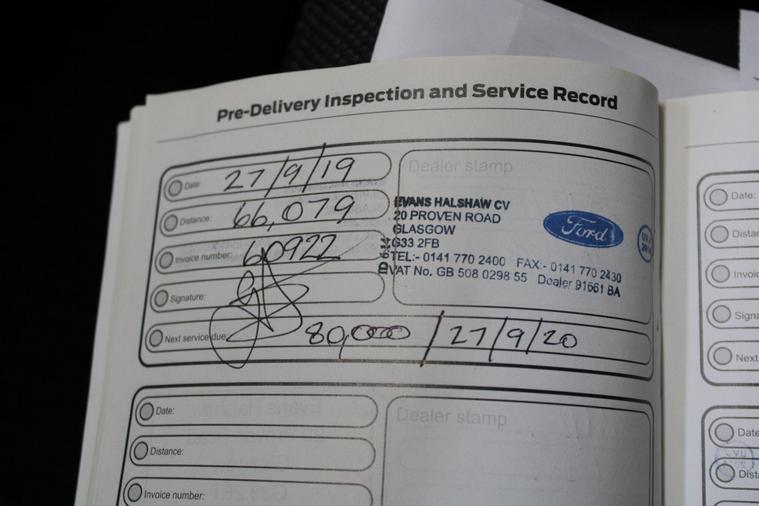 Pre-Delivery Inspection and Service Record
Date: 27/9/19
Distance: 66,079
Invoice number: 60922
Signature:
Next service due: 80,000 / 27/9/20
Dealer stamp
EVANS HALSHAW CV
20 PROVEN ROAD
GLASGOW
G33 2FB
TEL:- 0141 770 2400 FAX:- 0141 770 2430
VAT No. GB 508 0298 55 Dealer 91661 BA
Ford
Date:
Distance:
Invoice number:
Dealer stamp
Date:
Distan
Invoic
Signa
Next
Date
Dist